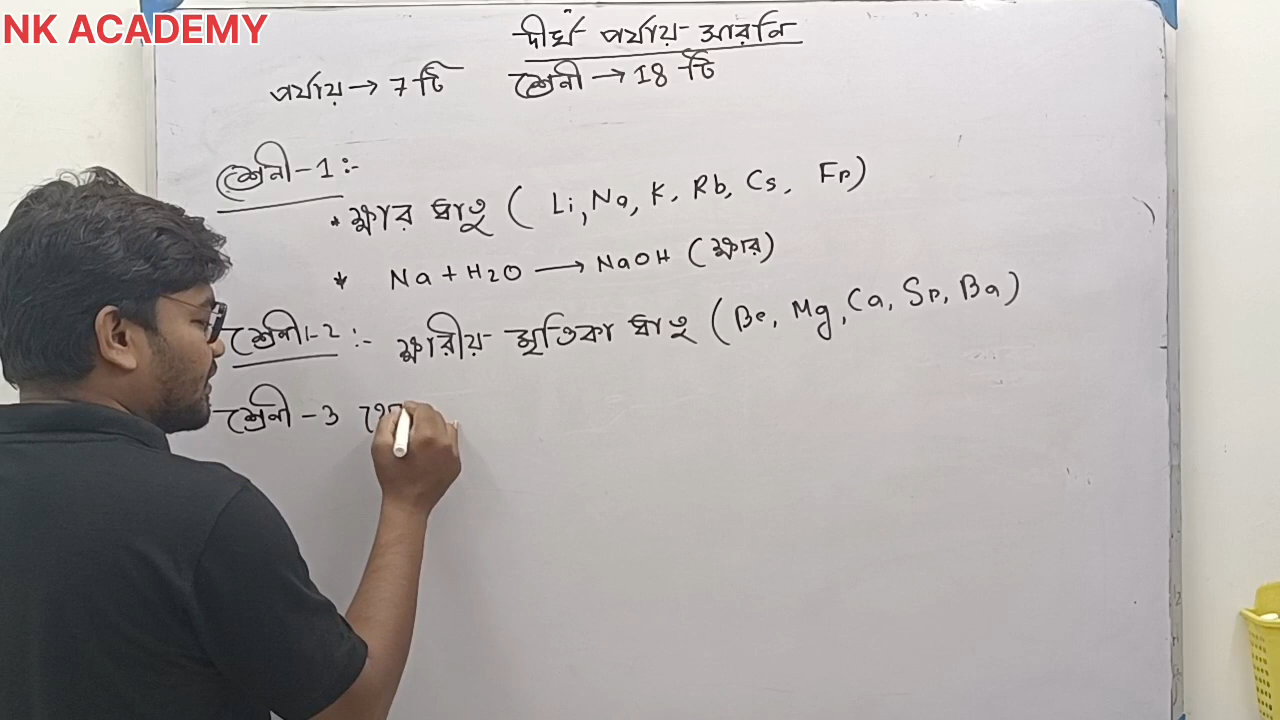 NK ACADEMY
দীর্ঘ পর্যায় সারনি
পর্যায় → 7 টি শ্রেনী → 18 টি
শ্রেনী - 1 :-
* ক্ষার ধাতু ( Li, Na, K, Rb, Cs, Fr)
* Na + H2O → NaOH (ক্ষার)
শ্রেনী - 2 :- ক্ষারীয় মৃতিকা ধাতু ( Be, Mg, Ca, Sr, Ba)
শ্রেনী - 3